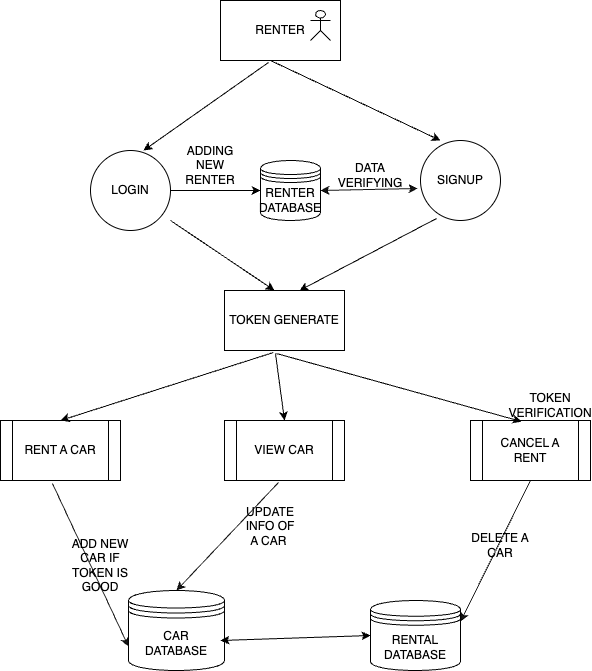 RENTER
ADDING
NEW
RENTER
DATA
VERIFYING
LOGIN
RENTER
DATABASE
SIGNUP
TOKEN GENERATE
TOKEN
VERIFICATION
RENT A CAR
VIEW CAR
CANCEL A
RENT
UPDATE
INFO OF
A CAR
ADD NEW
CAR IF
TOKEN IS
GOOD
DELETE A
CAR
CAR
DATABASE
RENTAL
DATABASE